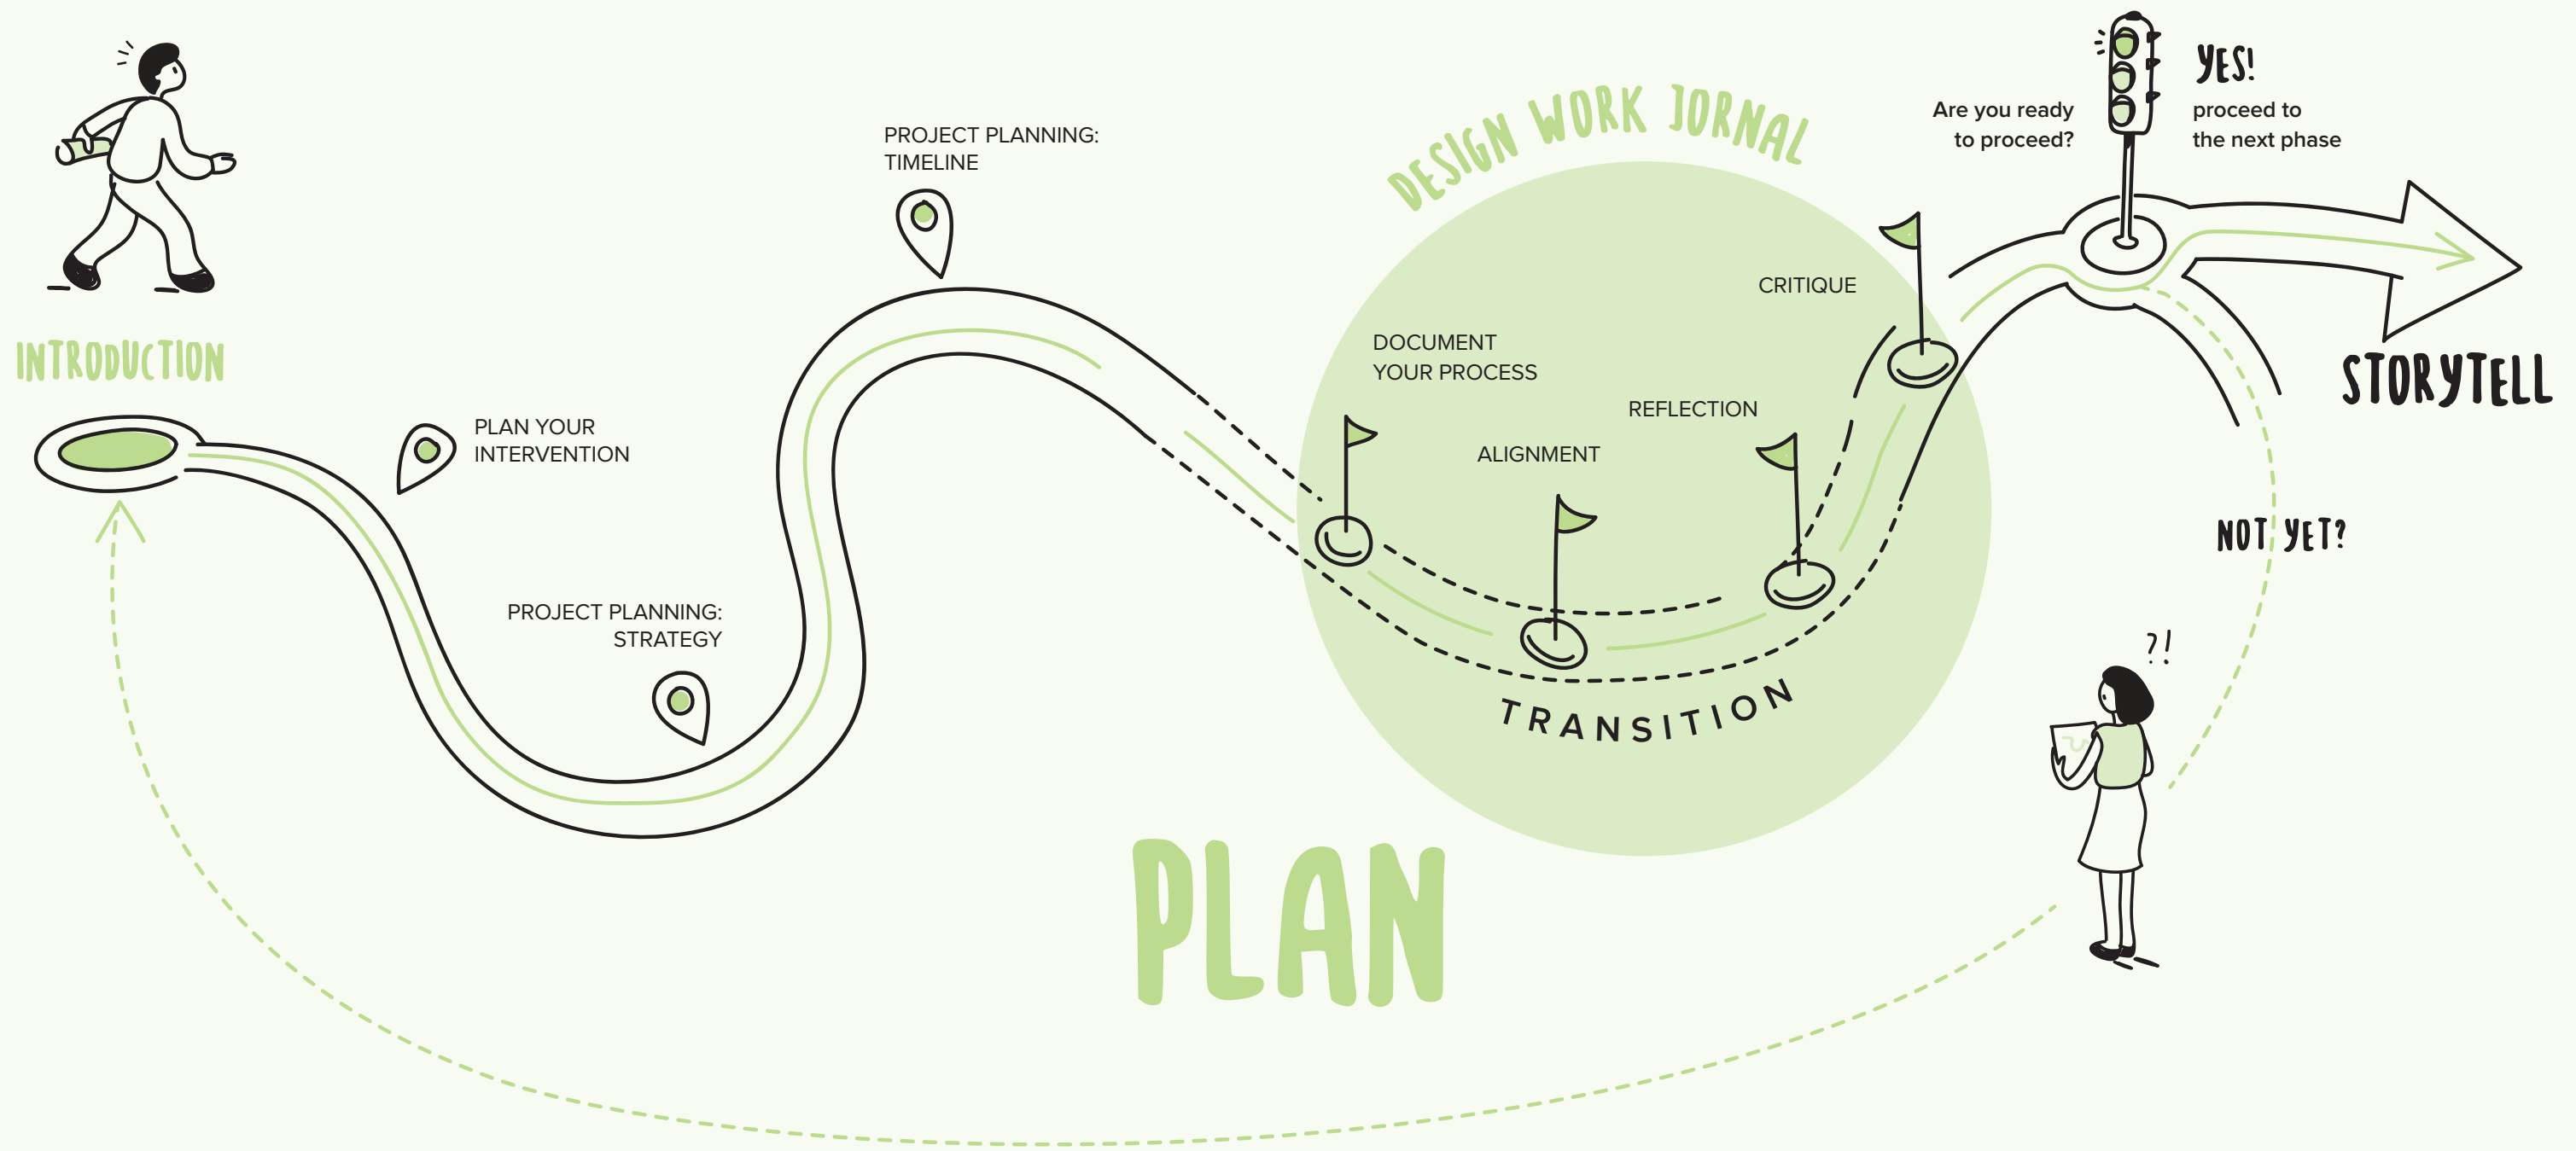 INTRODUCTION
PLAN YOUR
INTERVENTION
PROJECT PLANNING:
STRATEGY
PROJECT PLANNING:
TIMELINE
DESIGN WORK JORNAL
DOCUMENT
YOUR PROCESS
ALIGNMENT
REFLECTION
CRITIQUE
TRANSITION
Are you ready
to proceed?
YES!
proceed to
the next phase
STORYTELL
NOT YET?
?!
PLAN